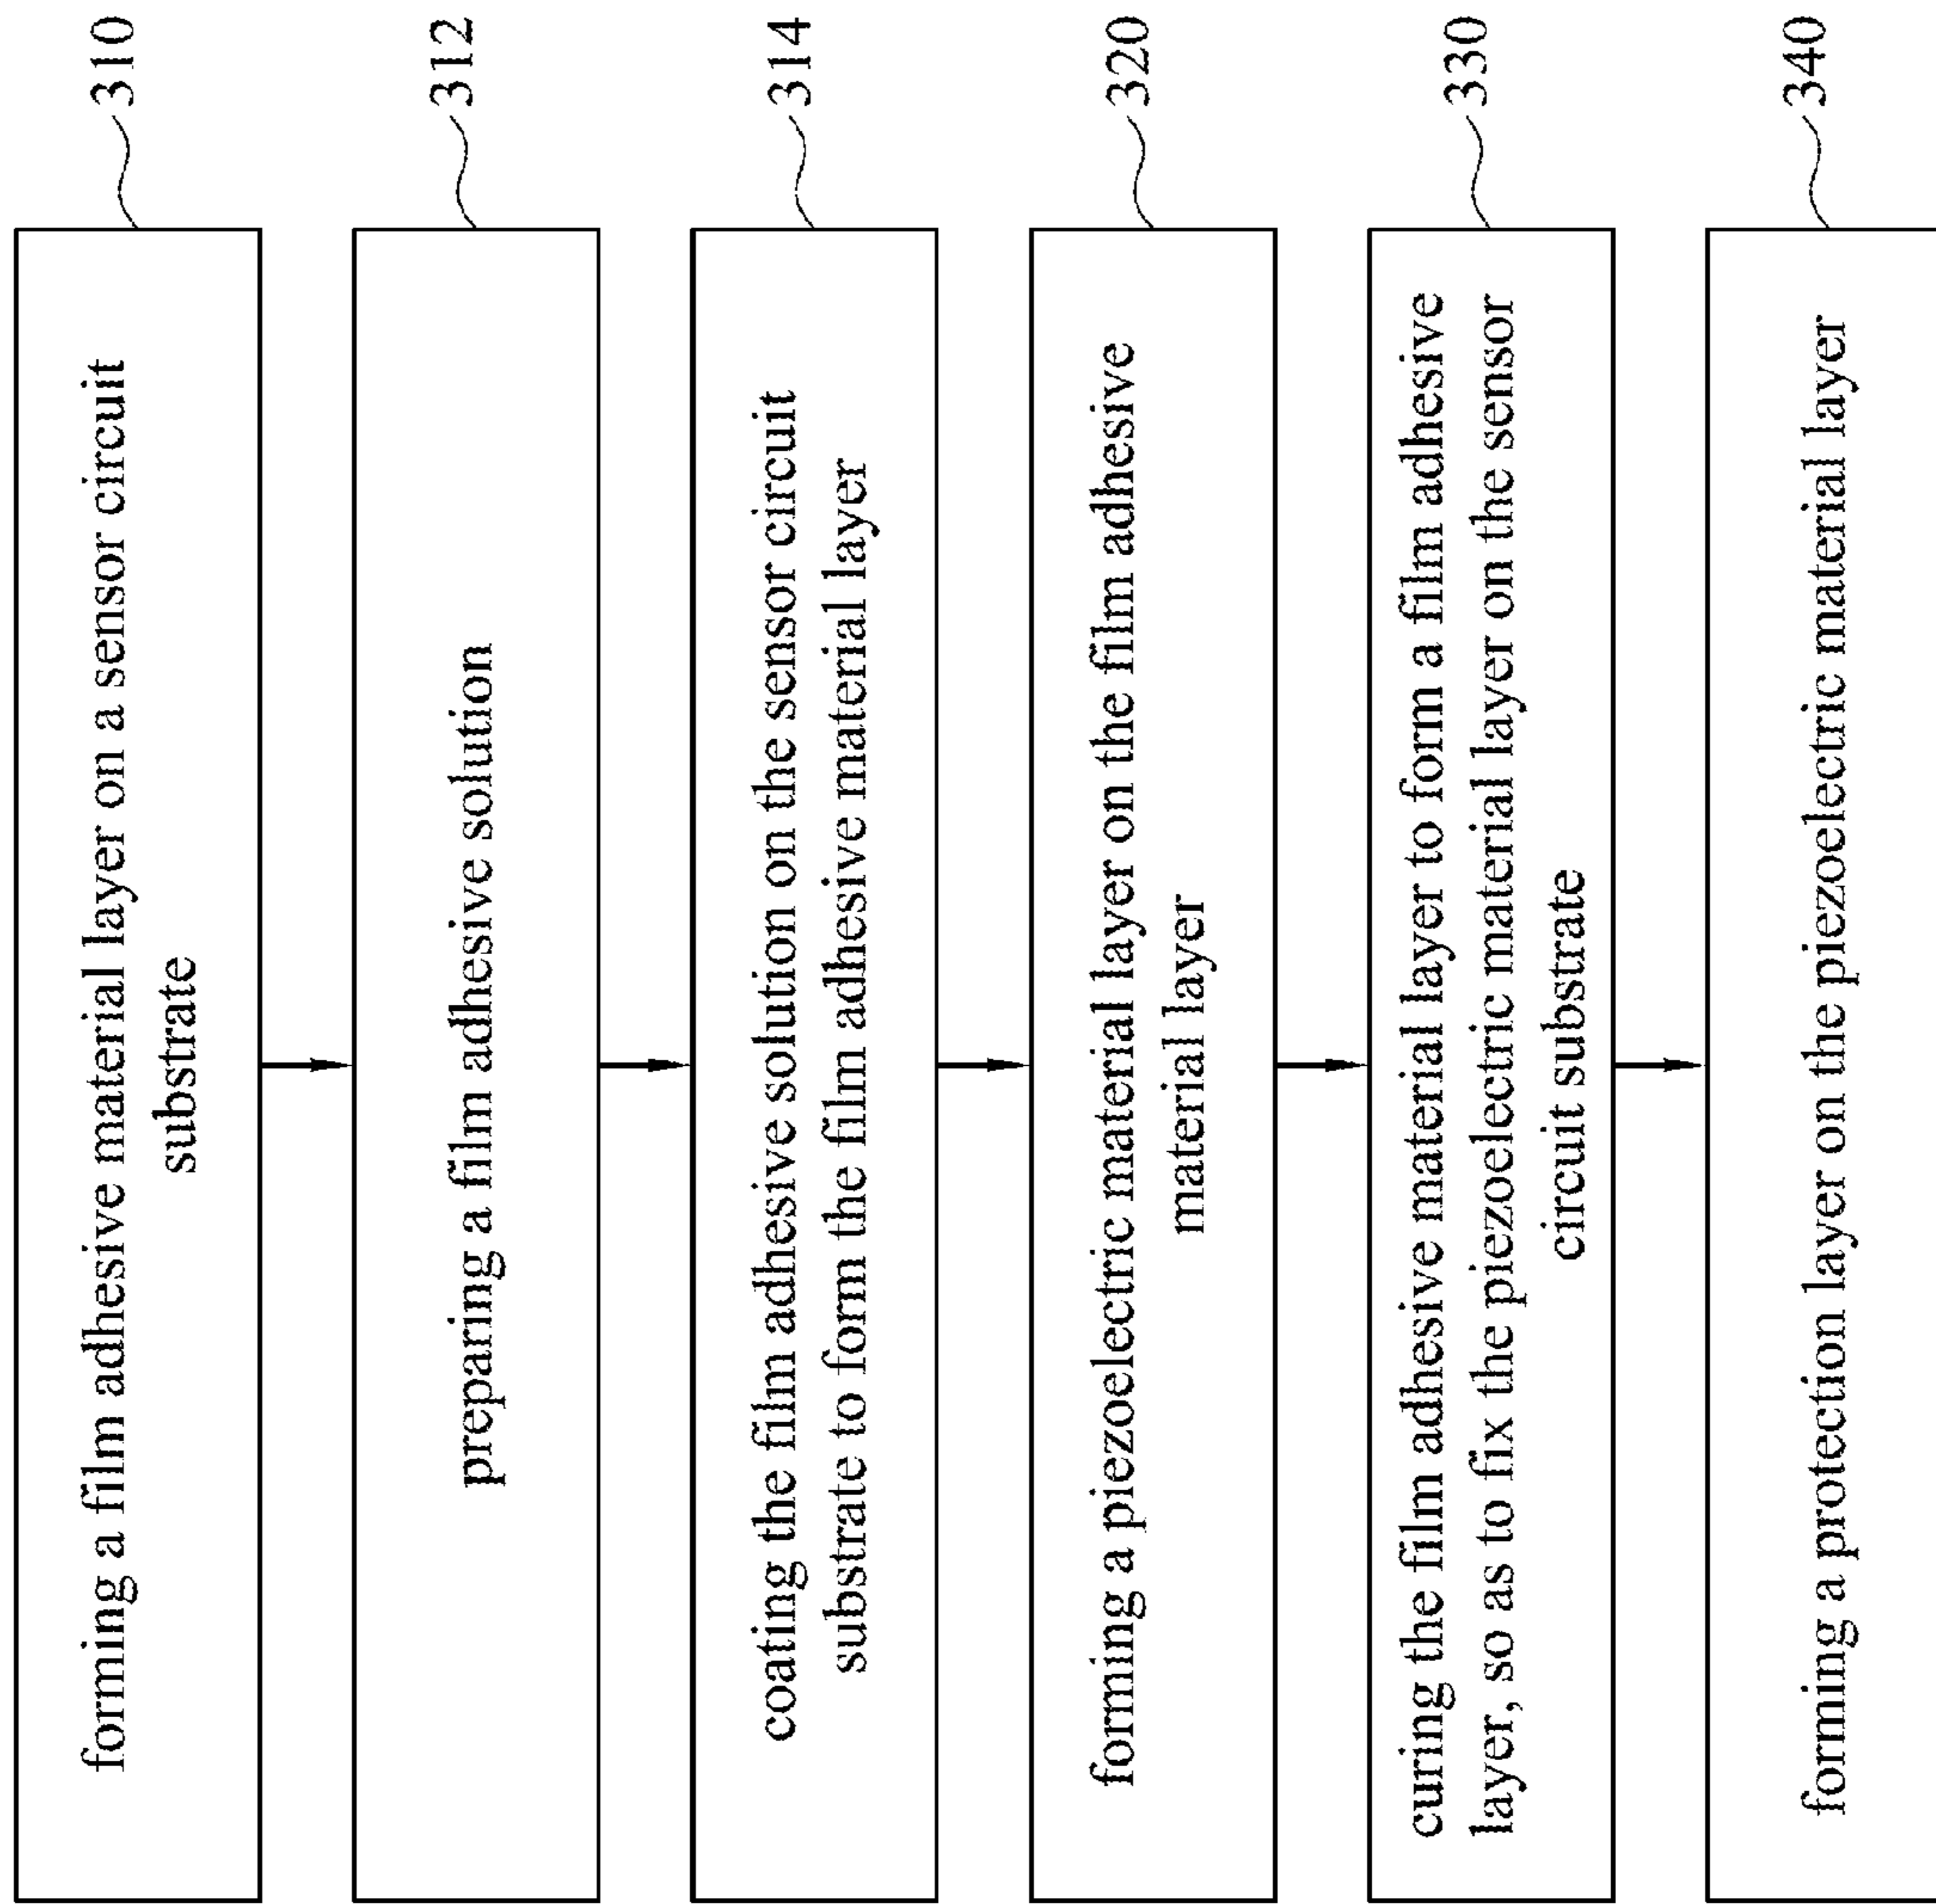 forming a film adhesive material layer on a sensor circuit
substrate
310
preparing a film adhesive solution
312
coating the film adhesive solution on the sensor circuit
substrate to form the film adhesive material layer
314
forming a piezoelectric material layer on the film adhesive
material layer
320
curing the film adhesive material layer to form a film adhesive
layer, so as to fix the piezoelectric material layer on the sensor
circuit substrate
330
forming a protection layer on the piezoelectric material layer
340